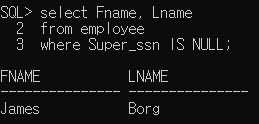 SQL> select Fname, Lname
  2  from employee
  3  where Super_ssn IS NULL;
FNAME           LNAME
--------------- ---------------
James           Borg